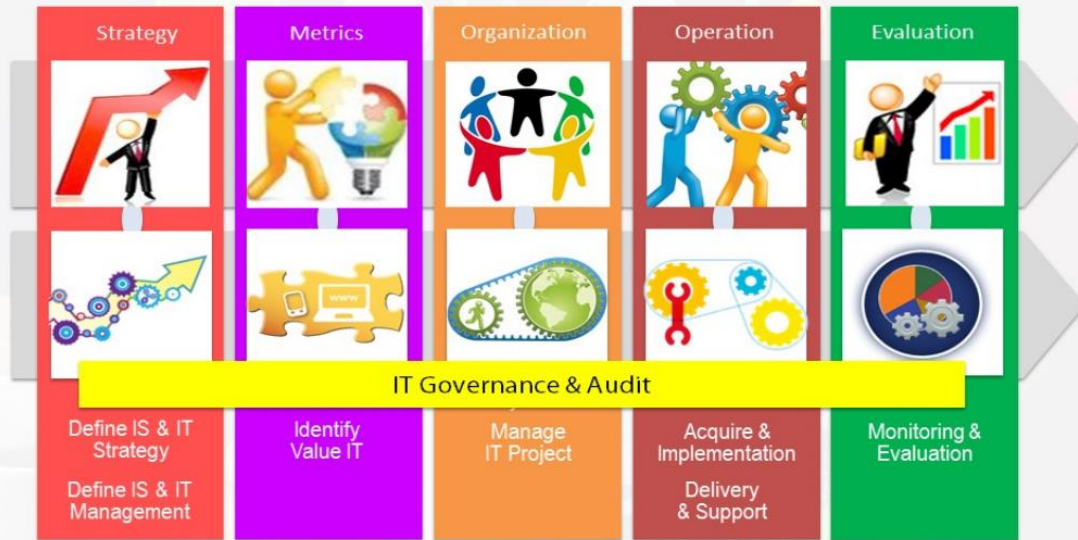 Strategy
Metrics
Organization
Operation
Evaluation
www
IT Governance & Audit
Define IS & IT
Strategy
Define IS & IT
Management
Identify
Value IT
Manage
IT Project
Acquire &
Implementation
Delivery
& Support
Monitoring &
Evaluation